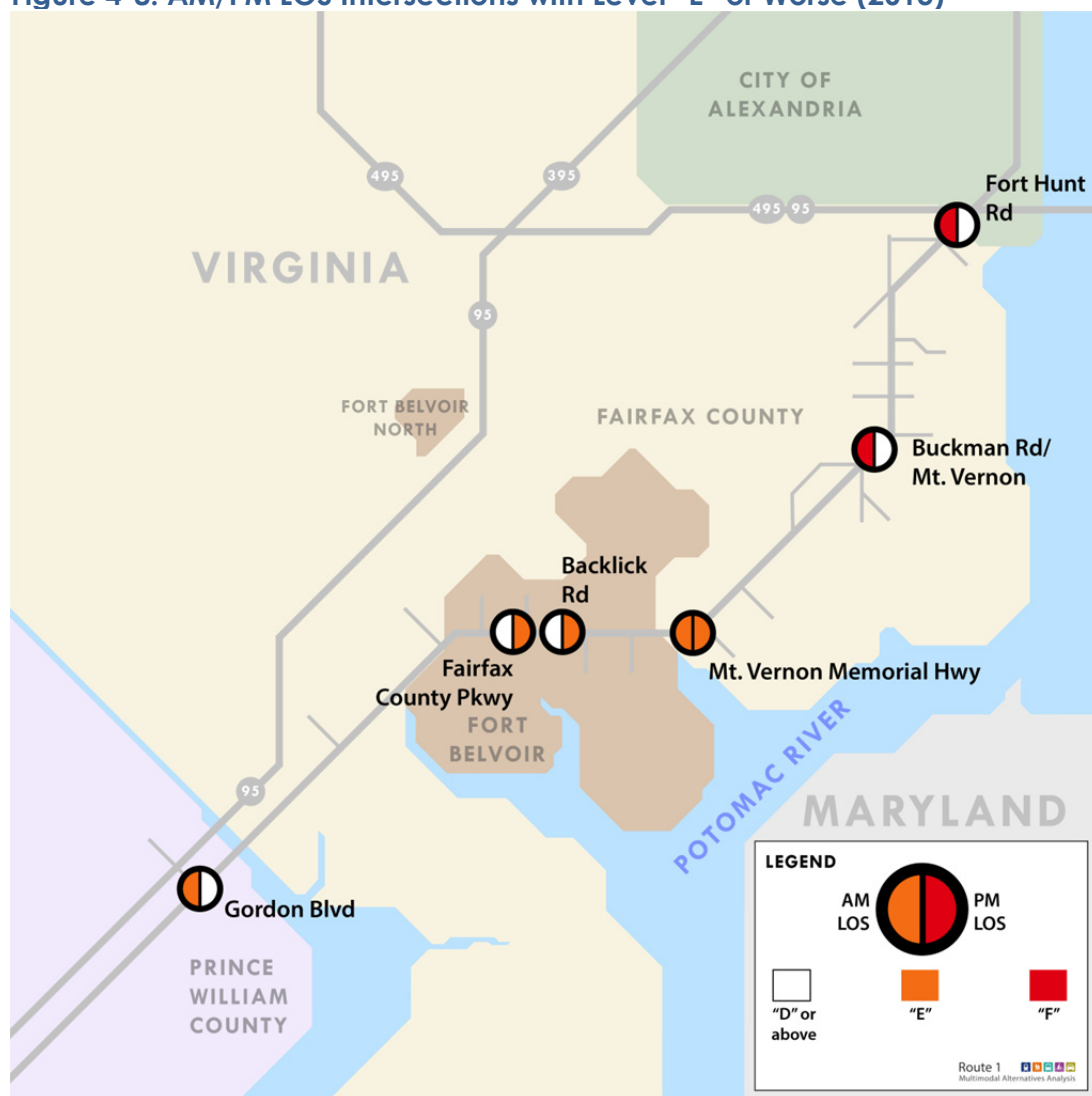 CITY OF
ALEXANDRIA
495
395
495 95
Fort Hunt
Rd
VIRGINIA
95
FORT BELVOIR
NORTH
FAIRFAX COUNTY
Buckman Rd/
Mt. Vernon
Backlick
Rd
Fairfax
County Pkwy
Mt. Vernon Memorial Hwy
FORT
BELVOIR
POTOMAC RIVER
MARYLAND
95
Gordon Blvd
PRINCE
WILLIAM
COUNTY
LEGEND
AM
LOS
PM
LOS
"D" or
above
"E"
"F"
Route 1
Multimodal Alternatives Analysis